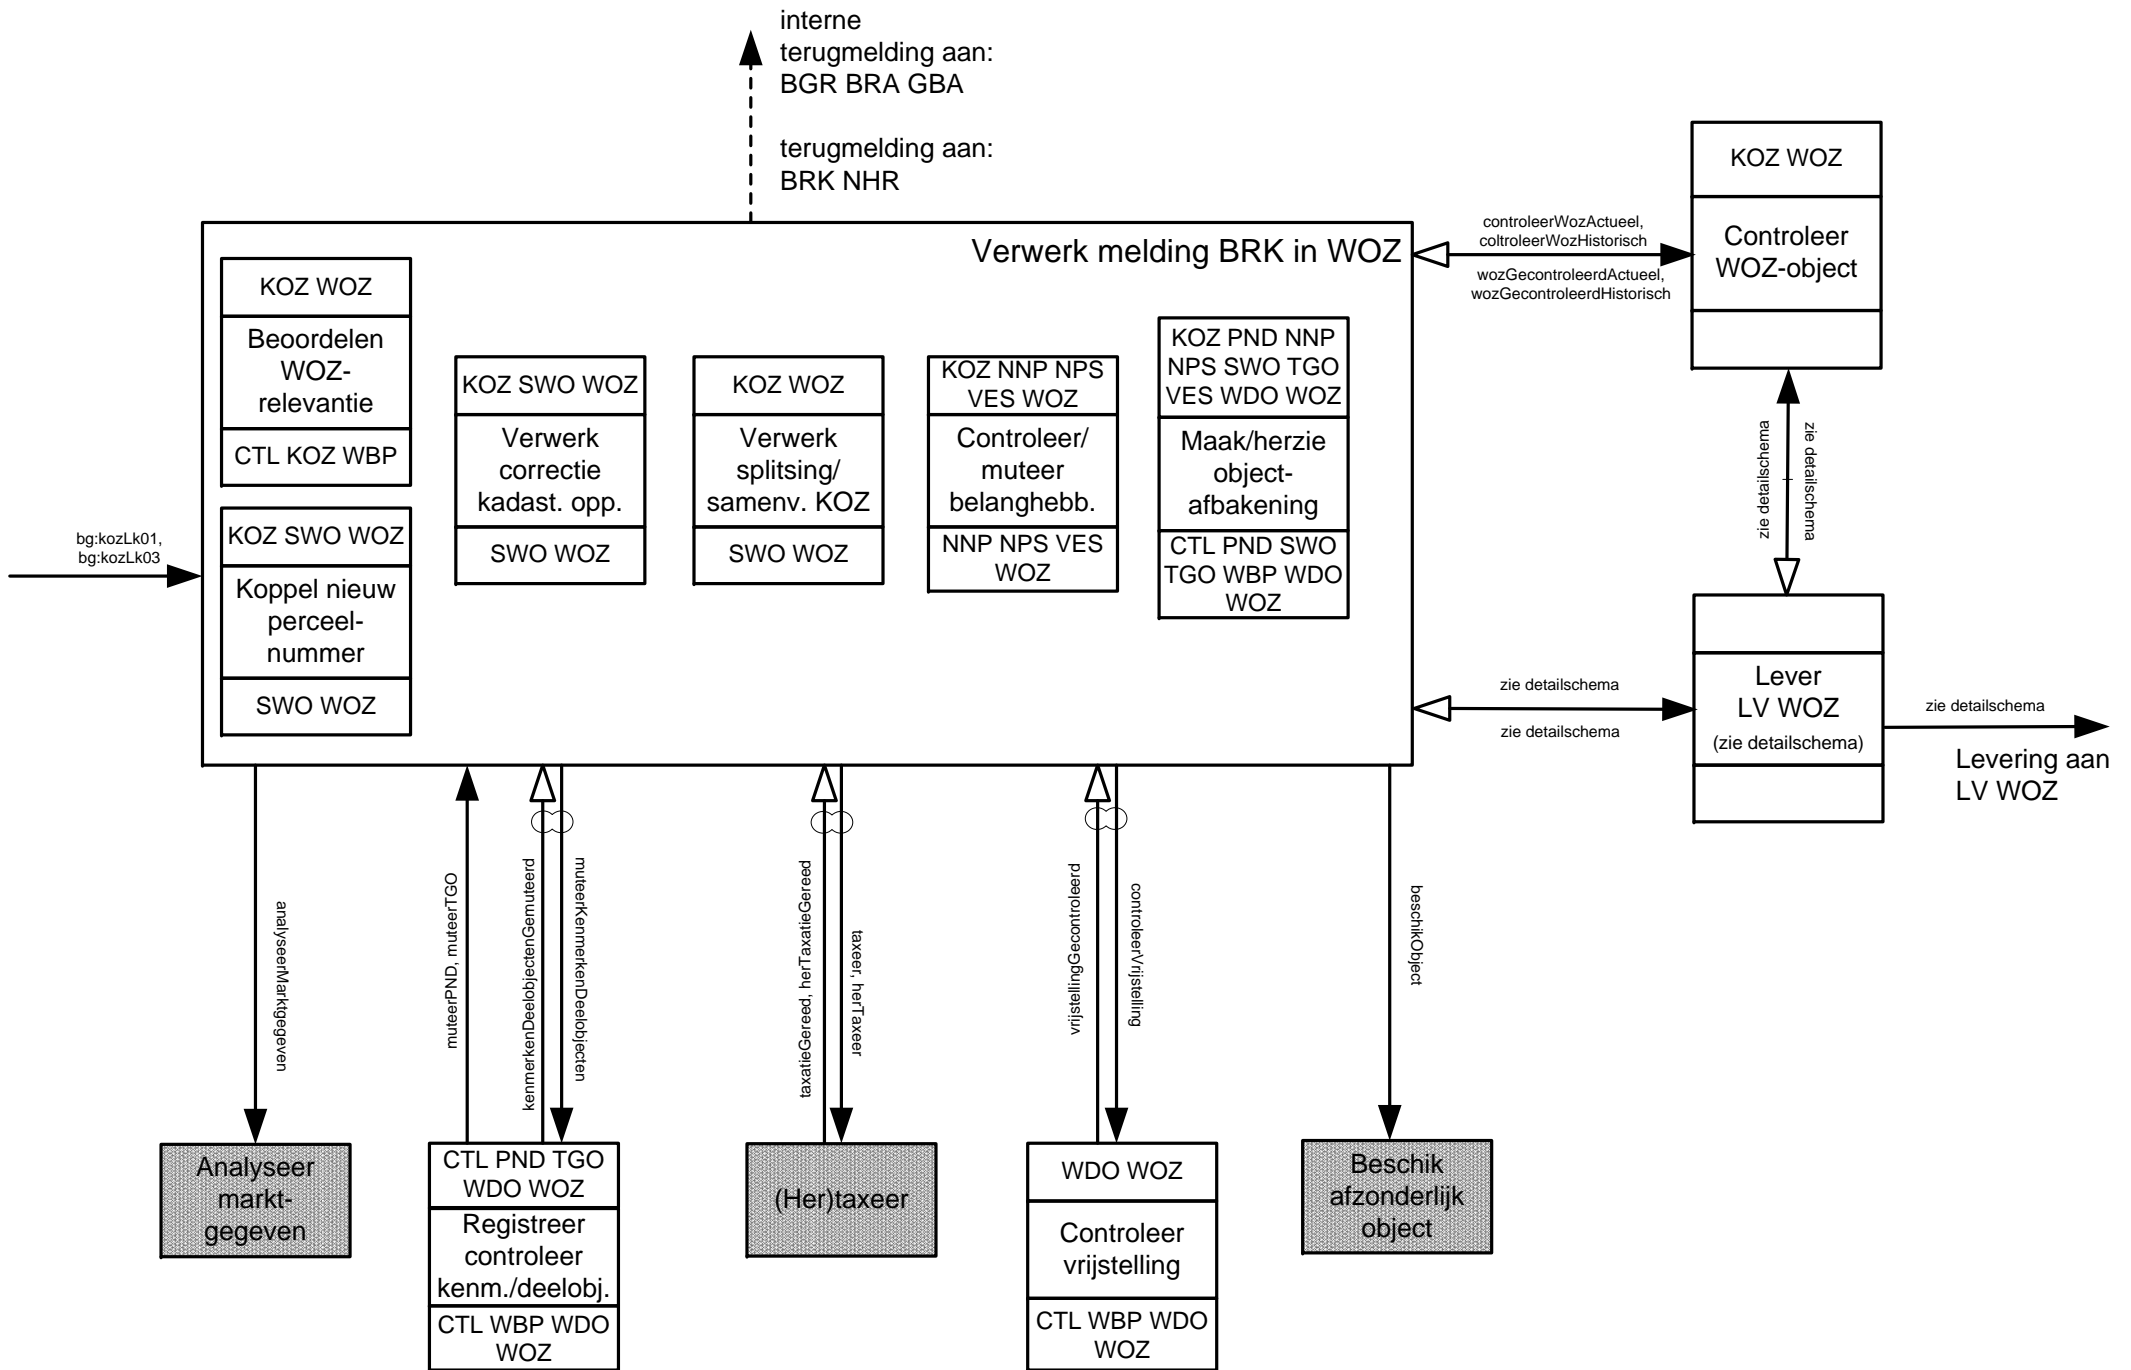 interne
terugmelding aan:
BGR BRA GBA
terugmelding aan:
BRK NHR
Verwerk melding BRK in WOZ
KOZ WOZ
Beoordelen
WOZ-
relevantie
CTL KOZ WBP
KOZ SWO WOZ
Koppel nieuw
perceel-
nummer
SWO WOZ
KOZ SWO WOZ
Verwerk
correctie
kadast. opp.
SWO WOZ
KOZ WOZ
Verwerk
splitsing/
samenv. KOZ
SWO WOZ
KOZ NNP NPS
VES WOZ
Controleer/
muteer
belanghebb.
NNP NPS VES
WOZ
KOZ PND NNP
NPS SWO TGO
VES WDO WOZ
Maak/herzie
object-
afbakening
CTL PND SWO
TGO WBP WDO
WOZ
bg:kozLk01,
bg:kozLk03
controleerWozActueel,
coltroleerWozHistorisch
wozGecontroleerdActueel,
wozGecontroleerdHistorisch
KOZ WOZ
Controleer
WOZ-object
zie detailschema
zie detailschema
zie detailschema
zie detailschema
Lever
LV WOZ
(zie detailschema)
zie detailschema
Levering aan
LV WOZ
analyseerMarktgegeven
muteerPND, muteerTGO
kenmerkenDeelobjectenGemuteerd
muteerKenmerkenDeelobjecten
taxatieGereed, herTaxatieGereed
taxeer, herTaxeer
vrijstellingGecontroleerd
controleerVrijstelling
beschikObject
Analyseer
markt-
gegeven
CTL PND TGO
WDO WOZ
Registreer
controleer
kenm./deelobj.
CTL WBP WDO
WOZ
(Her)taxeer
WDO WOZ
Controleer
vrijstelling
CTL WBP WDO
WOZ
Beschik
afzonderlijk
object